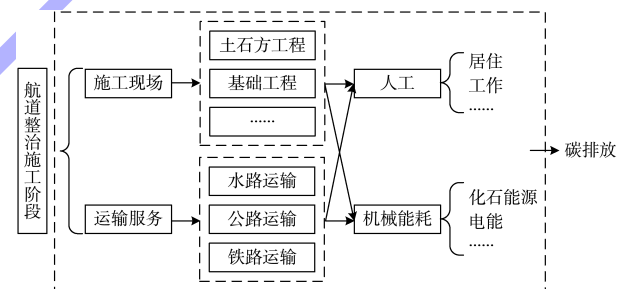 航道整治施工阶段
施工现场
运输服务
土石方工程
基础工程
······
水路运输
公路运输
铁路运输
人工
机械能耗
居住
工作
······
化石能源
电能
······
碳排放